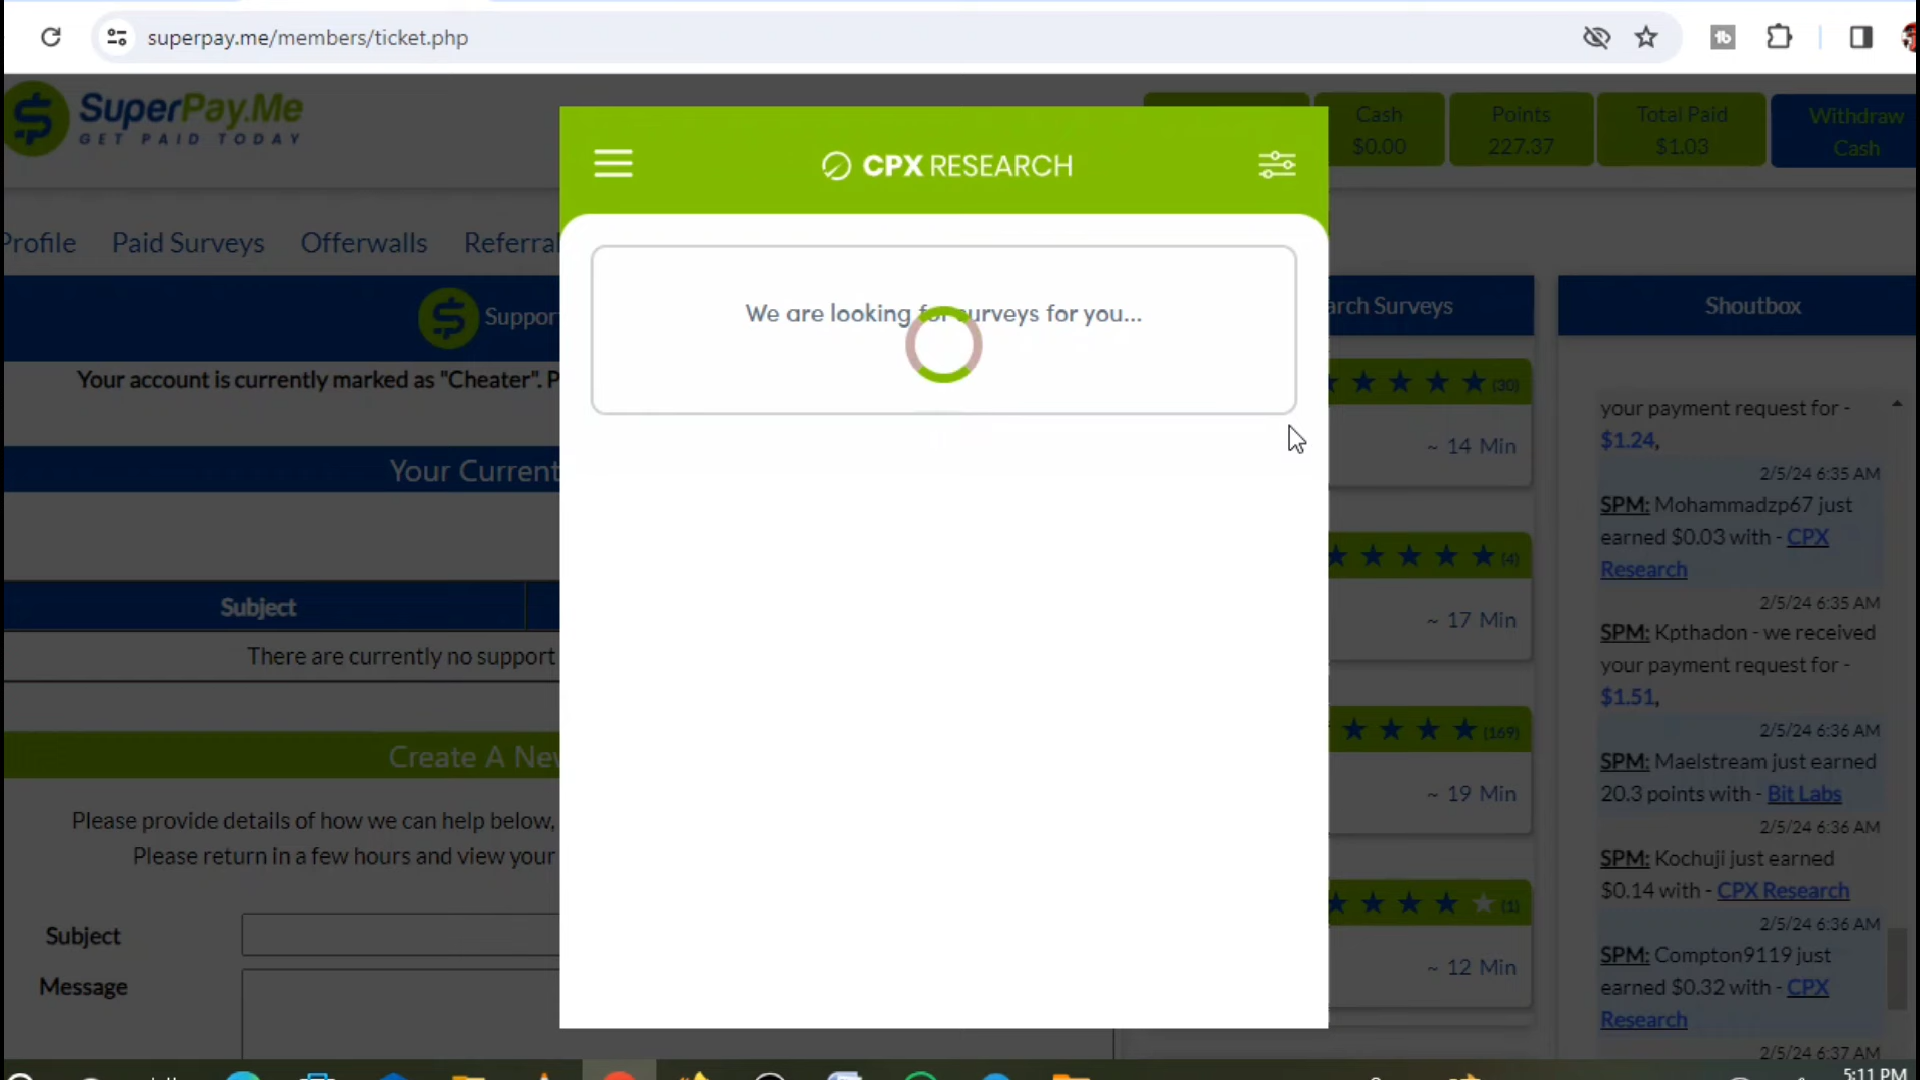 superpay.me/members/ticket.php
SuperPay.Me
GET PAID TODAY
Cash
$0.00
Points
227.37
Total Paid
$1.03
Withdraw
Cash
CPX RESEARCH
Profile
Paid Surveys
Offerwalls
We are looking for surveys for you...
Your account is currently marked as "Cheater".
Your Current
Subject
There are currently no support
Create A New
Please provide details of how we can help below,
Please return in a few hours and view your
Subject
Message
Surveys
(30)
~ 14 Min
(4)
~ 17 Min
(169)
~ 19 Min
(1)
~ 12 Min
Shoutbox
your payment request for -
$1.24,
2/5/24 6:35 AM
SPM: Mohammadzp67 just
earned $0.03 with - CPX
Research
2/5/24 6:35 AM
SPM: Kpthadon - we received
your payment request for -
$1.51,
2/5/24 6:36 AM
SPM: Maelstream just earned
20.3 points with - Bit Labs
2/5/24 6:36 AM
SPM: Kochuji just earned
$0.14 with - CPX Research
2/5/24 6:36 AM
SPM: Compton9119 just
earned $0.32 with - CPX
Research
2/5/24 6:37 AM
5:11 PM